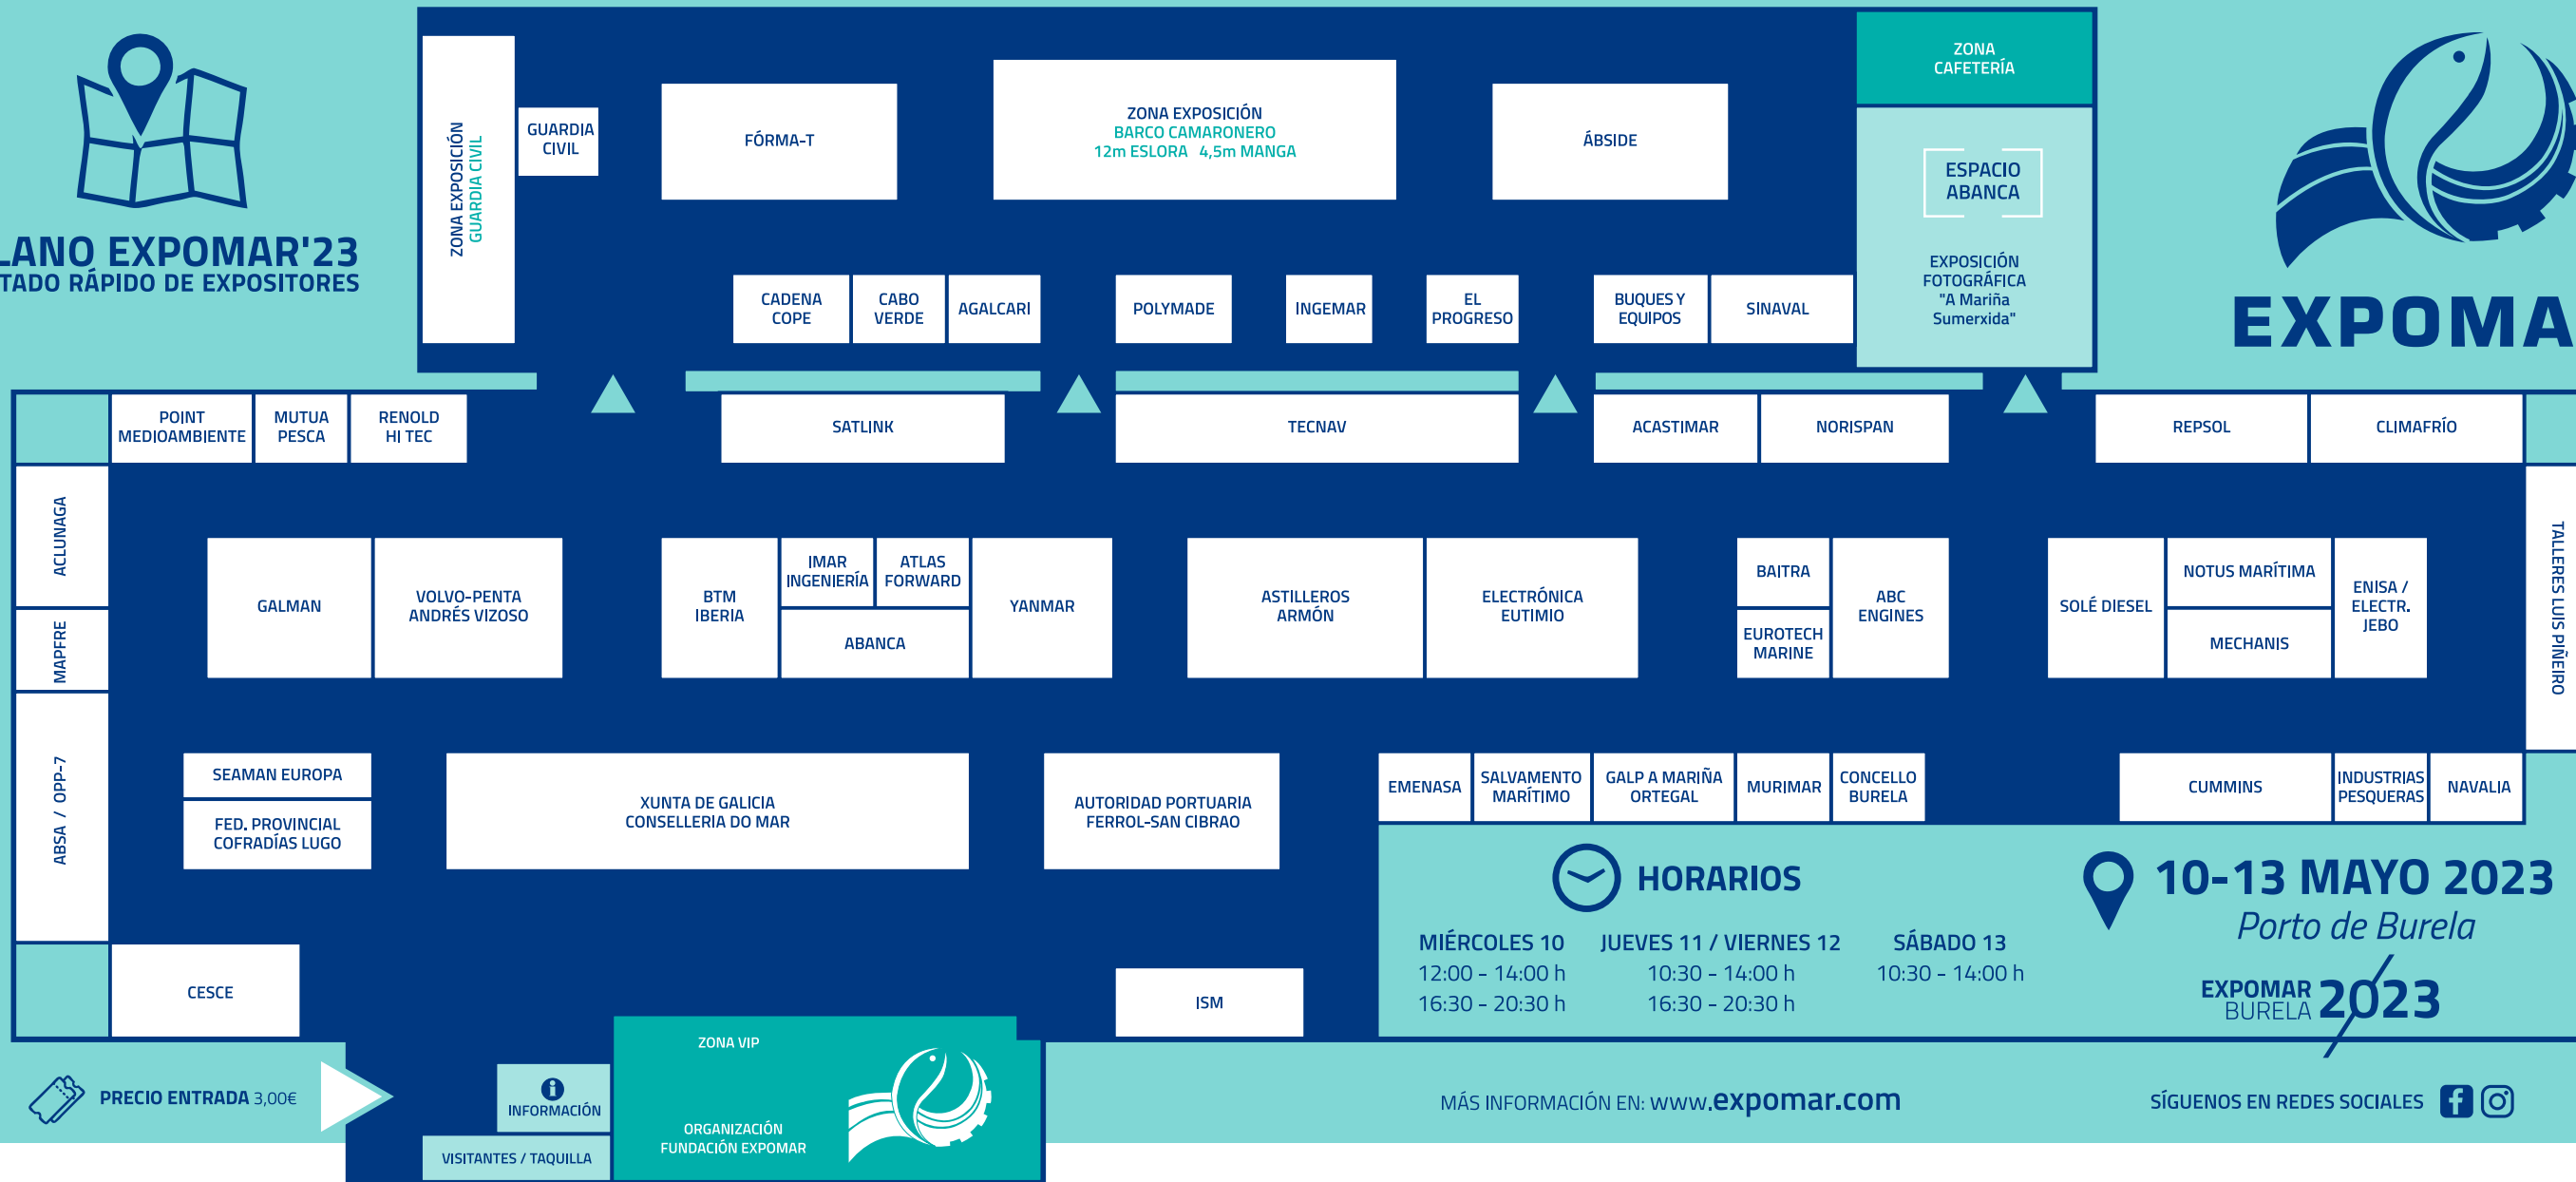 ZONA EXPOSICIÓN
GUARDIA CIVIL
GUARDIA
CIVIL
FÓRMA-T
ZONA EXPOSICIÓN
BARCO CAMARONERO
12m ESLORA 4,5m MANGA
ÁBSIDE
ZONA
CAFETERÍA
ESPACIO
ABANCA
EXPOSICIÓN
FOTOGRÁFICA
"A Mariña
Sumerxida"
LANO EXPOMAR'23
TADO RÁPIDO DE EXPOSITORES
EXPOMA
CADENA
COPE
CABO
VERDE
AGALCARI
POLYMADE
INGEMAR
EL
PROGRESO
BUQUES Y
EQUIPOS
SINAVAL
POINT
MEDIOAMBIENTE
MUTUA
PESCA
RENOLD
HI TEC
SATLINK
TECNAV
ACASTIMAR
NORISPAN
REPSOL
CLIMAFRÍO
ACLUNAGA
MAPFRE
ABSA / OPP-7
GALMAN
VOLVO-PENTA
ANDRÉS VIZOSO
BTM
IBERIA
IMAR
INGENIERÍA
ATLAS
FORWARD
ABANCA
YANMAR
ASTILLEROS
ARMÓN
ELECTRÓNICA
EUTIMIO
BAITRA
EUROTECH
MARINE
ABC
ENGINES
SOLÉ DIESEL
NOTUS MARÍTIMA
MECHANIS
ENISA /
ELECTR.
JEBO
TALLERES LUIS PIÑEIRO
SEAMAN EUROPA
FED. PROVINCIAL
COFRADÍAS LUGO
XUNTA DE GALICIA
CONSELLERIA DO MAR
AUTORIDAD PORTUARIA
FERROL-SAN CIBRAO
EMENASA
SALVAMENTO
MARÍTIMO
GALP A MARIÑA
ORTEGAL
MURIMAR
CONCELLO
BURELA
CUMMINS
INDUSTRIAS
PESQUERAS
NAVALIA
CESCE
ISM
HORARIOS
MIÉRCOLES 10
12:00 - 14:00 h
16:30 - 20:30 h
JUEVES 11 / VIERNES 12
10:30 - 14:00 h
16:30 - 20:30 h
SÁBADO 13
10:30 - 14:00 h
10-13 MAYO 2023
Porto de Burela
EXPOMAR
BURELA
2023
PRECIO ENTRADA 3,00€
INFORMACIÓN
VISITANTES / TAQUILLA
ZONA VIP
ORGANIZACIÓN
FUNDACIÓN EXPOMAR
MÁS INFORMACIÓN EN: www.expomar.com
SÍGUENOS EN REDES SOCIALES